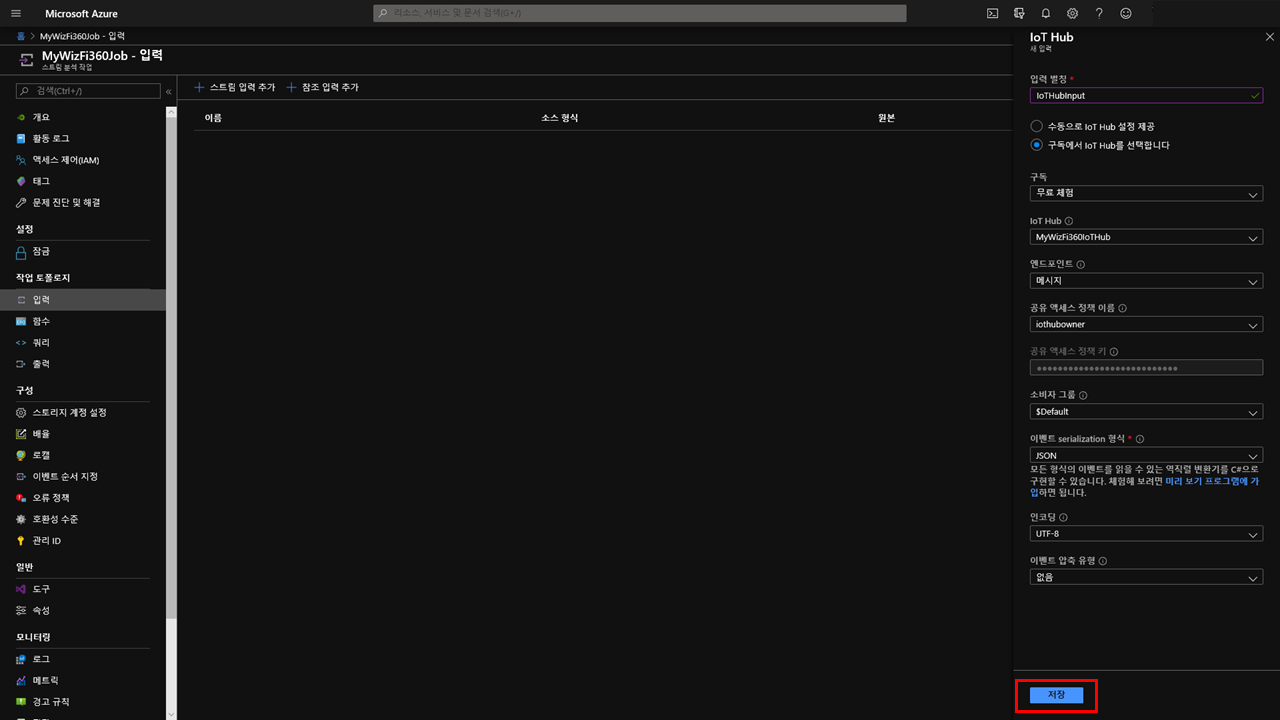 Microsoft Azure
리소스, 서비스 및 문서 검색(G+/)
홈 > MyWizFi360Job - 입력
MyWizFi360Job - 입력
스트림 분석 작업
검색(Ctrl+/)
«
개요
활동 로그
액세스 제어(IAM)
태그
문제 진단 및 해결
설정
잠금
작업 토폴로지
입력
함수
쿼리
출력
구성
스토리지 계정 설정
배율
로캘
이벤트 순서 지정
오류 정책
호환성 수준
관리 ID
일반
도구
속성
모니터링
로그
메트릭
경고 규칙
스트림 입력 추가
참조 입력 추가
이름
소스 형식
원본
IoT Hub
새 입력
입력 별칭 *
IoTHubInput
수동으로 IoT Hub 설정 제공
구독에서 IoT Hub를 선택합니다
구독
무료 체험
IoT Hub
MyWizFi360IoTHub
엔드포인트
메시지
공유 액세스 정책 이름
iothubowner
공유 액세스 정책 키
●●●●●●●●●●●●●●●●●●●●●●●●●●●
소비자 그룹
$Default
이벤트 serialization 형식 *
JSON
모든 형식의 이벤트를 읽을 수 있는 역직렬 변환기를 C#으로
구현할 수 있습니다. 체험해 보려면 미리 보기 프로그램에 가
입하면 됩니다.
인코딩
UTF-8
이벤트 압축 유형
없음
저장